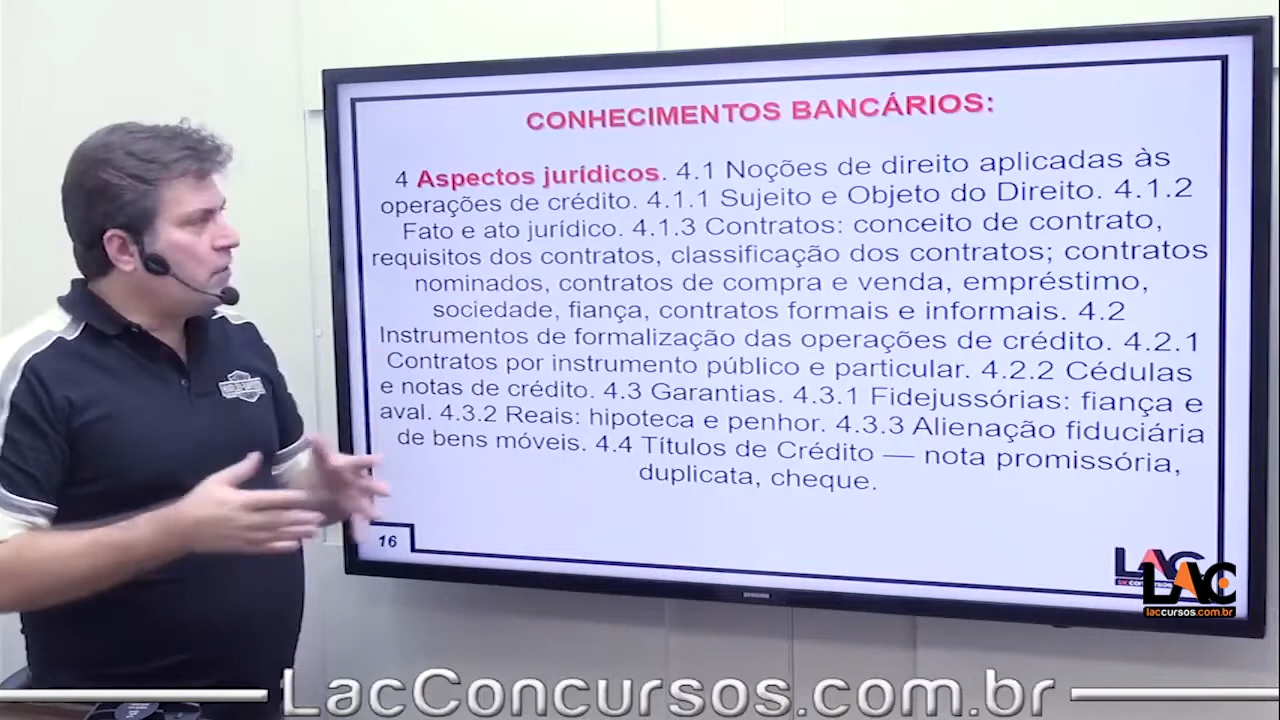 CONHECIMENTOS BANCÁRIOS:
4 Aspectos jurídicos. 4.1 Noções de direito aplicadas às
operações de crédito. 4.1.1 Sujeito e Objeto do Direito. 4.1.2
Fato e ato jurídico. 4.1.3 Contratos: conceito de contrato,
requisitos dos contratos, classificação dos contratos; contratos
nominados, contratos de compra e venda, empréstimo,
sociedade, fiança, contratos formais e informais. 4.2
Instrumentos de formalização das operações de crédito. 4.2.1
Contratos por instrumento público e particular. 4.2.2 Cédulas
e notas de crédito. 4.3 Garantias. 4.3.1 Fidejussórias: fiança e
aval. 4.3.2 Reais: hipoteca e penhor. 4.3.3 Alienação fiduciária
de bens móveis. 4.4 Títulos de Crédito — nota promissória,
duplicata, cheque.
16
LAC
LAC
laccursos.com.br
SAMSUNG
LacConcursos.com.br